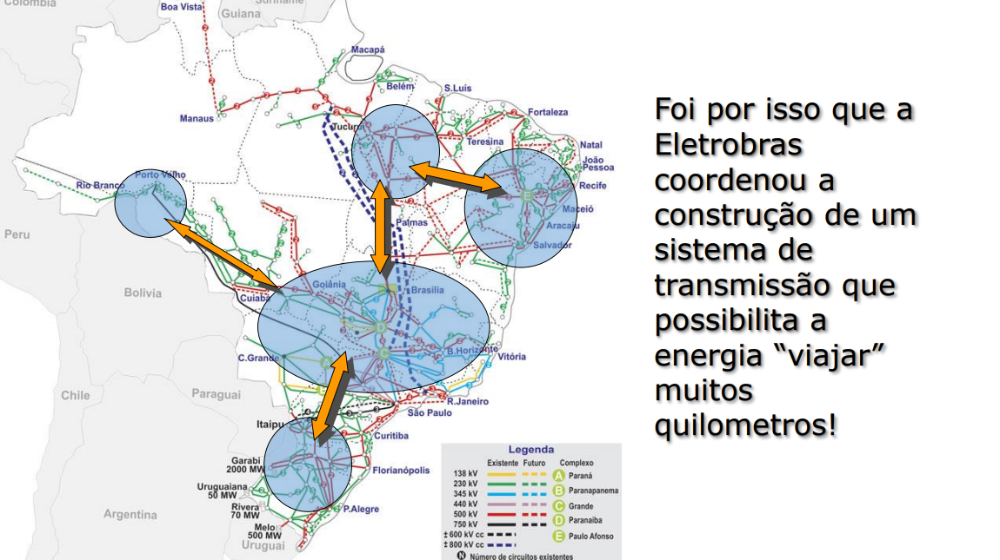 Colombia
Suriname
Guiana
Boa Vista
Macapá
Belém
S.Luís
Fortaleza
Manaus
Tucuruí
Teresina
Natal
João
Pessoa
Recife
Maceió
Aracaju
Salvador
Porto Velho
Rio Branco
Peru
Palmas
Bolivia
Cuiabá
Goiânia
Brasília
D
C
A
E
C.Grande
B.Horizonte
Vitória
Chile
Paraguai
R.Janeiro
São Paulo
Itaipu
Curitiba
Garabi
2000 MW
Florianópolis
Uruguaiana
50 MW
Rivera
70 MW
P.Alegre
Melo
500 MW
Argentina
Uruguai
Legenda
Existente Futuro Complexo
138 kV A Paraná
230 kV B Paranapanema
345 kV
440 kV C Grande
500 kV D Paranaíba
750 kV
±600 kV cc E Paulo Afonso
±800 kV cc
N Número de circuitos existentes
Foi por isso que a
Eletrobras
coordenou a
construção de um
sistema de
transmissão que
possibilita a
energia “viajar”
muitos
quilometros!